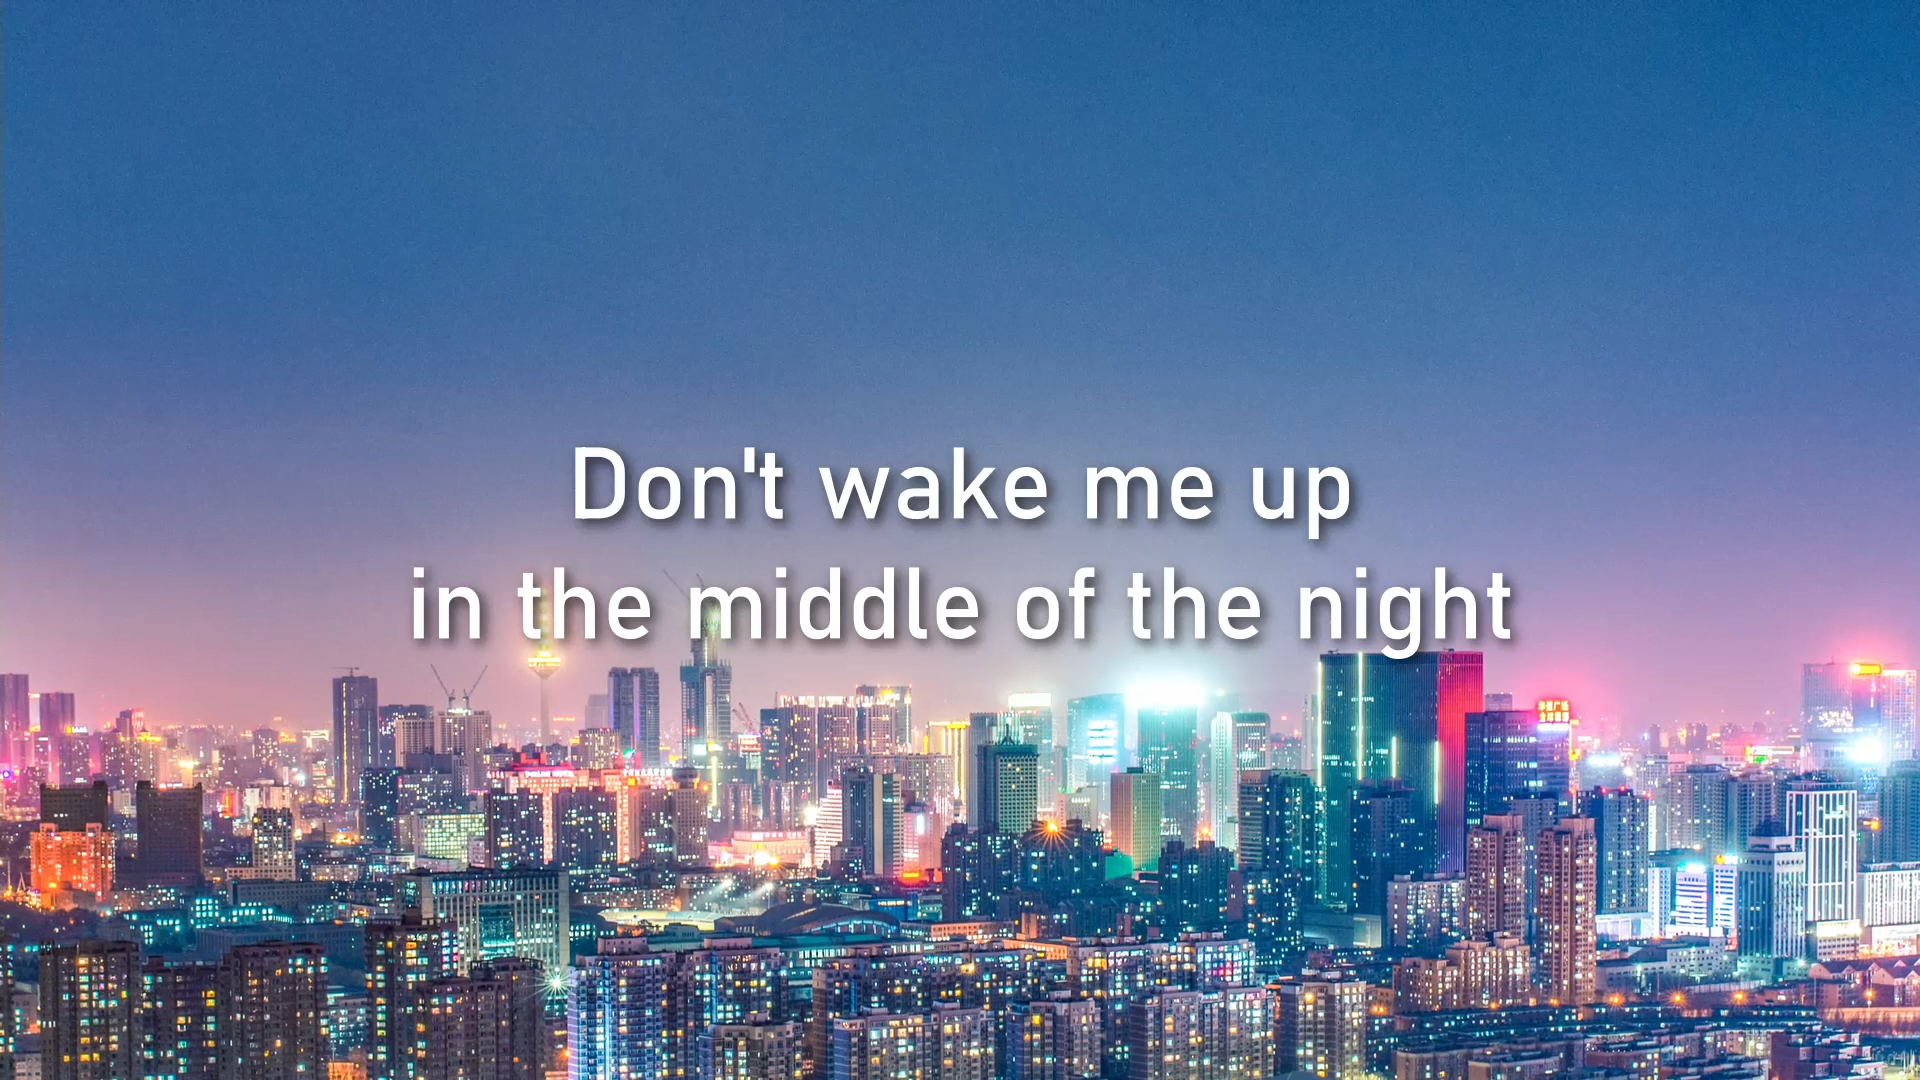 Don't wake me up
in the middle of the night